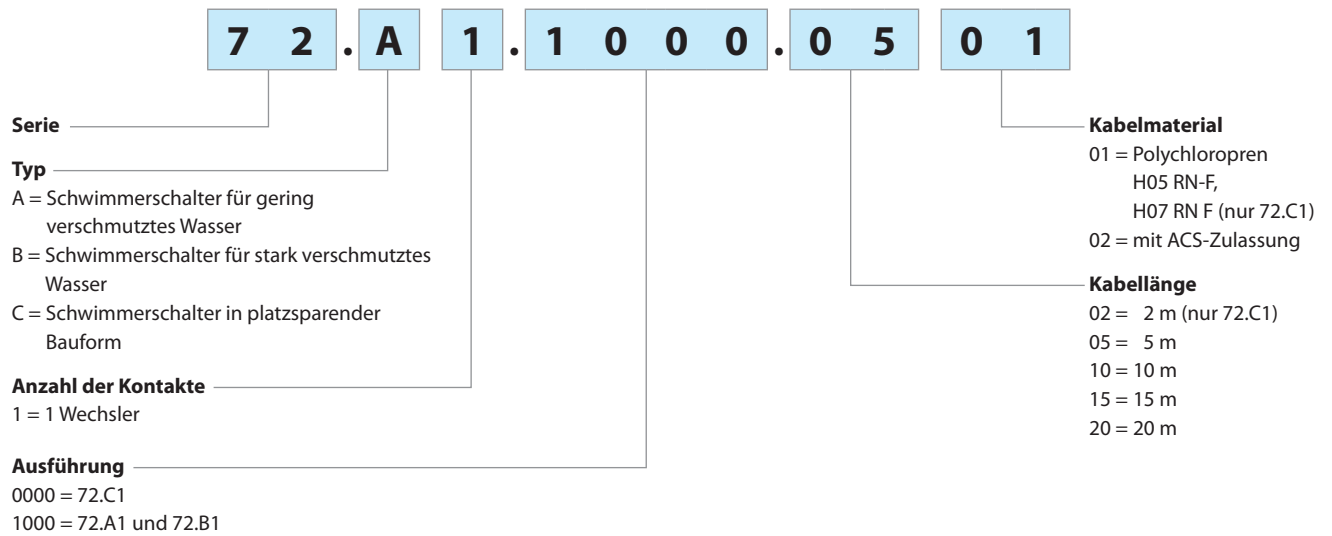 7 2 . A 1 . 1 0 0 0 . 0 5 0 1
Serie
Typ
A = Schwimmerschalter für gering
verschmutztes Wasser
B = Schwimmerschalter für stark verschmutztes
Wasser
C = Schwimmerschalter in platzsparender
Bauform
Anzahl der Kontakte
1 = 1 Wechsler
Ausführung
0000 = 72.C1
1000 = 72.A1 und 72.B1
Kabelmaterial
01 = Polychloropren
H05 RN-F,
H07 RN F (nur 72.C1)
02 = mit ACS-Zulassung
Kabellänge
02 = 2 m (nur 72.C1)
05 = 5 m
10 = 10 m
15 = 15 m
20 = 20 m